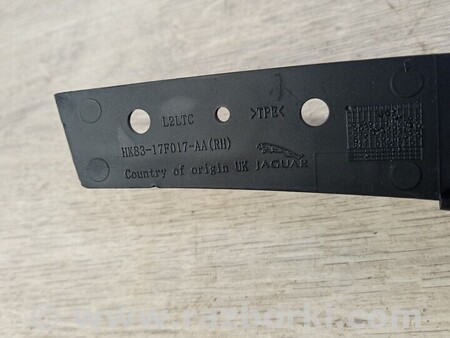 L2LTC
>TPE<
HK83-17F017-AA(RH)
Country of origin UK
JAGUAR